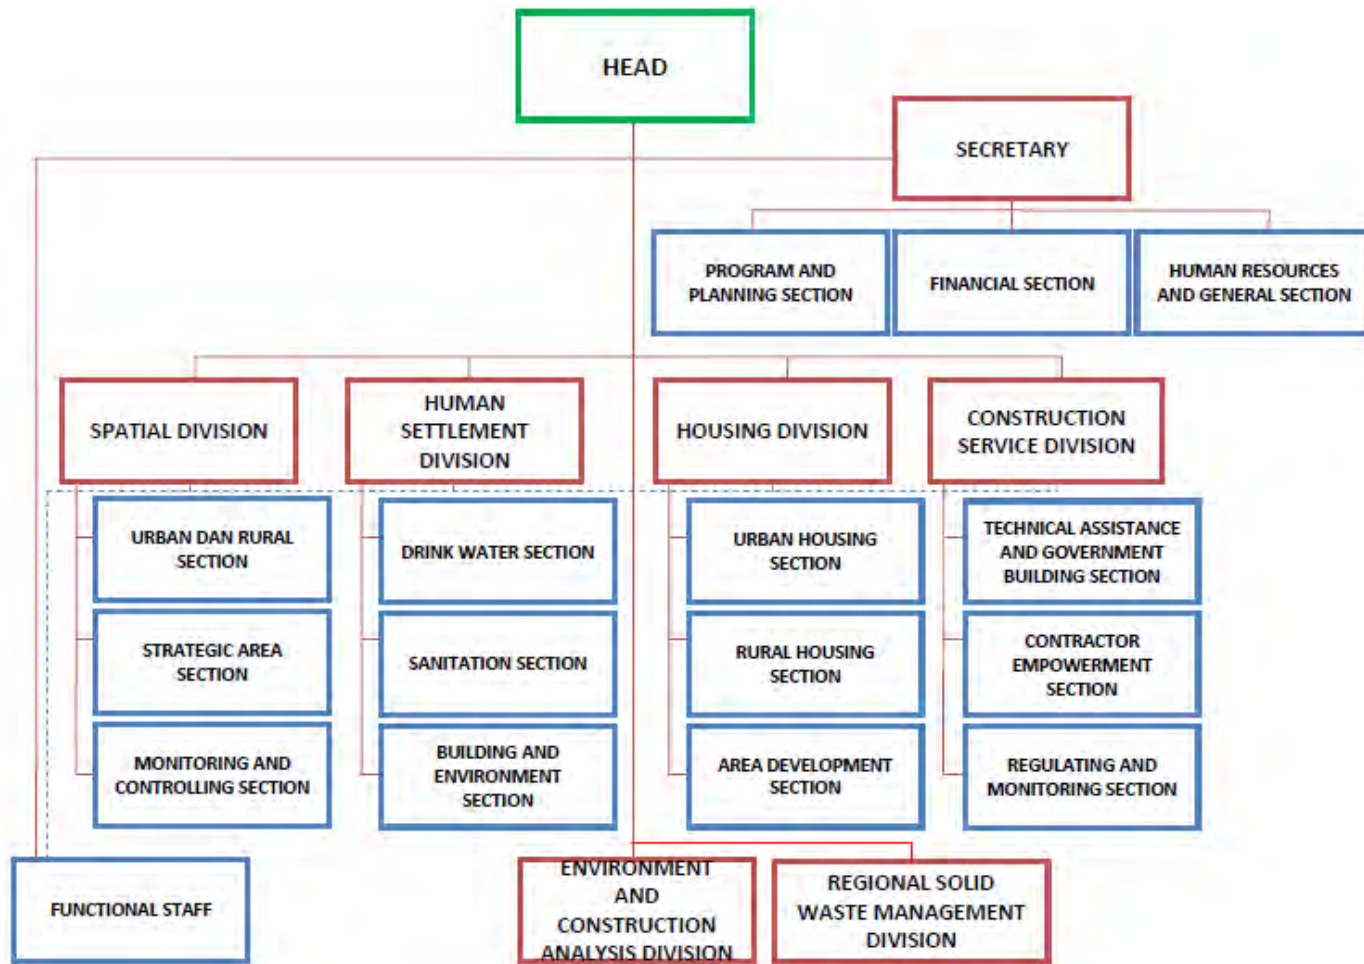 HEAD
SECRETARY
PROGRAM AND
PLANNING SECTION
FINANCIAL SECTION
HUMAN RESOURCES
AND GENERAL SECTION
SPATIAL DIVISION
HUMAN
SETTLEMENT
DIVISION
HOUSING DIVISION
CONSTRUCTION
SERVICE DIVISION
URBAN DAN RURAL
SECTION
DRINK WATER SECTION
URBAN HOUSING
SECTION
TECHNICAL ASSISTANCE
AND GOVERNMENT
BUILDING SECTION
STRATEGIC AREA
SECTION
SANITATION SECTION
RURAL HOUSING
SECTION
CONTRACTOR
EMPOWERMENT
SECTION
MONITORING AND
CONTROLLING SECTION
BUILDING AND
ENVIRONMENT
SECTION
AREA DEVELOPMENT
SECTION
REGULATING AND
MONITORING SECTION
FUNCTIONAL STAFF
ENVIRONMENT
AND
CONSTRUCTION
ANALYSIS DIVISION
REGIONAL SOLID
WASTE MANAGEMENT
DIVISION